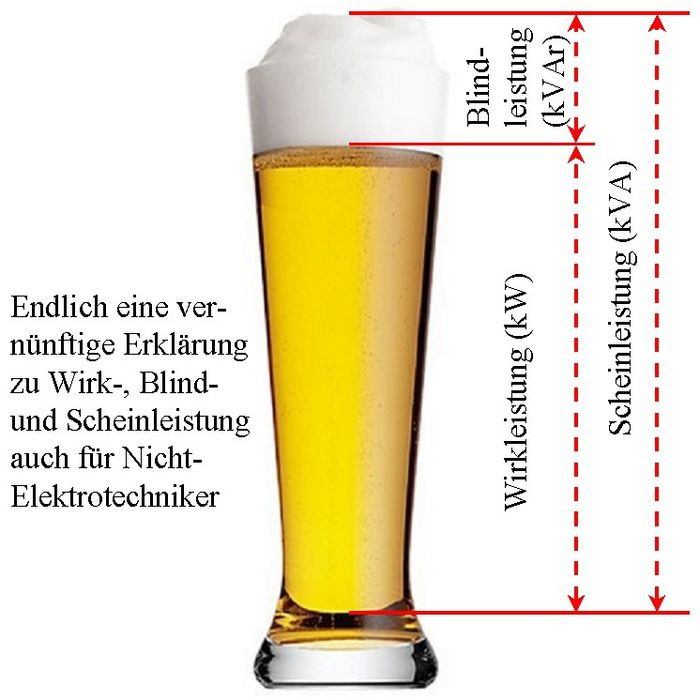 Blind-
leistung
(kVAr)
Scheinleistung (kVA)
Wirkleistung (kW)
Endlich eine ver-
nünftige Erklärung
zu Wirk-, Blind-
und Scheinleistung
auch für Nicht-
Elektrotechniker